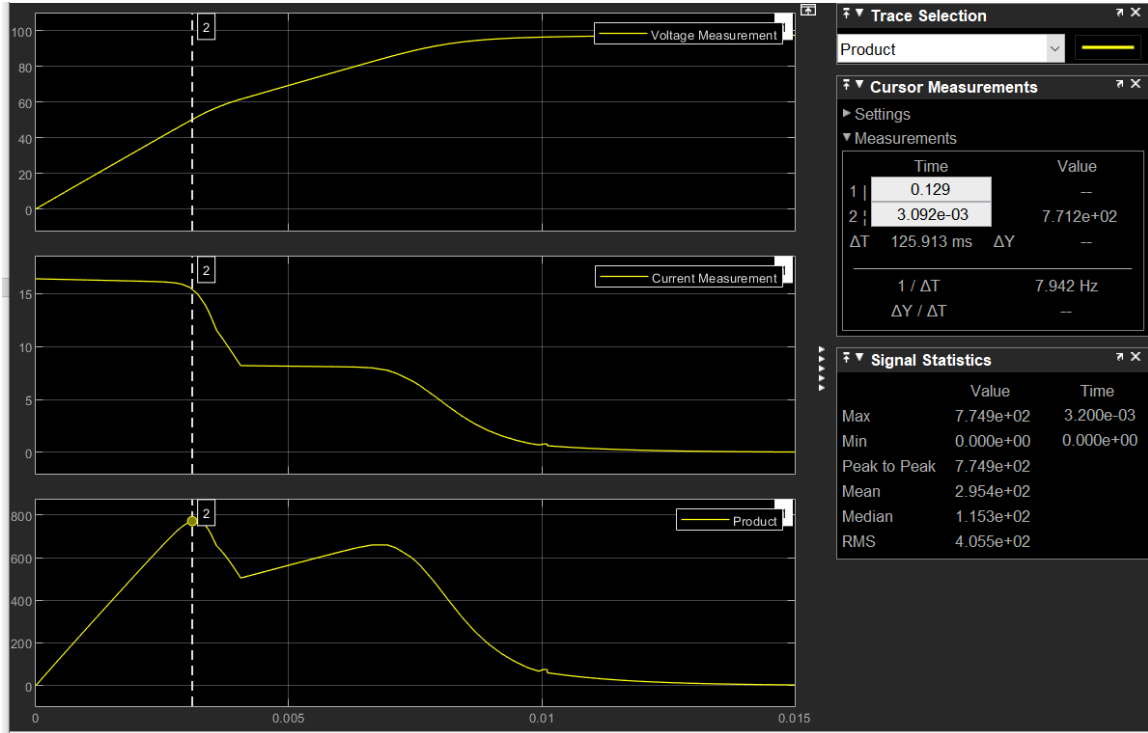 100
80
60
40
20
0
2
1
Voltage Measurement
15
10
5
0
2
1
Current Measurement
800
600
400
200
0
2
1
Product
0
0.005
0.01
0.015
Trace Selection
Product
Cursor Measurements
Settings
Measurements
Time Value
1 | 0.129 --
2 ¦ 3.092e-03 7.712e+02
ΔT 125.913 ms ΔY --
1 / ΔT 7.942 Hz
ΔY / ΔT --
Signal Statistics
Value Time
Max 7.749e+02 3.200e-03
Min 0.000e+00 0.000e+00
Peak to Peak 7.749e+02
Mean 2.954e+02
Median 1.153e+02
RMS 4.055e+02